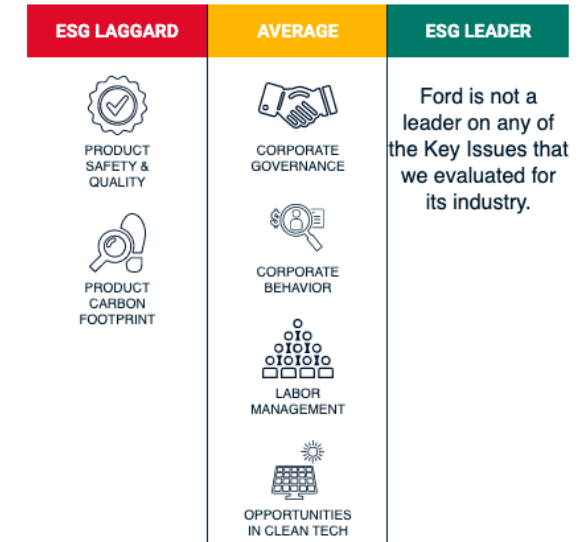 ESG LAGGARD
AVERAGE
ESG LEADER
PRODUCT
SAFETY &
QUALITY
PRODUCT
CARBON
FOOTPRINT
CORPORATE
GOVERNANCE
CORPORATE
BEHAVIOR
LABOR
MANAGEMENT
OPPORTUNITIES
IN CLEAN TECH
Ford is not a
leader on any of
the Key Issues that
we evaluated for
its industry.